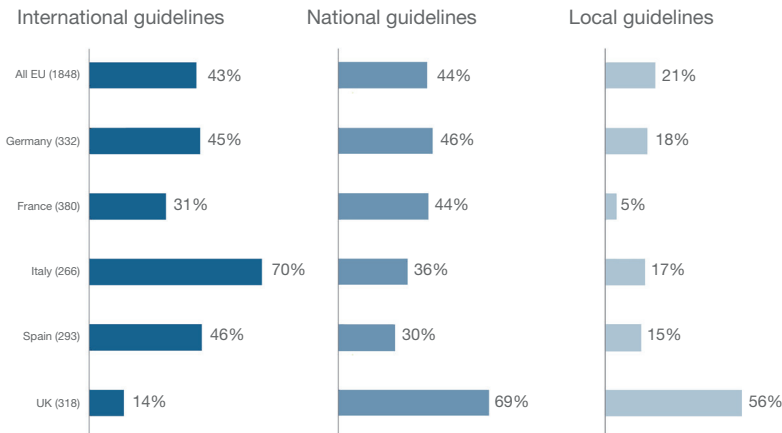 International guidelines National guidelines Local guidelines
All EU (1848) 43% 44% 21%
Germany (332) 45% 46% 18%
France (380) 31% 44% 5%
Italy (266) 70% 36% 17%
Spain (293) 46% 30% 15%
UK (318) 14% 69% 56%